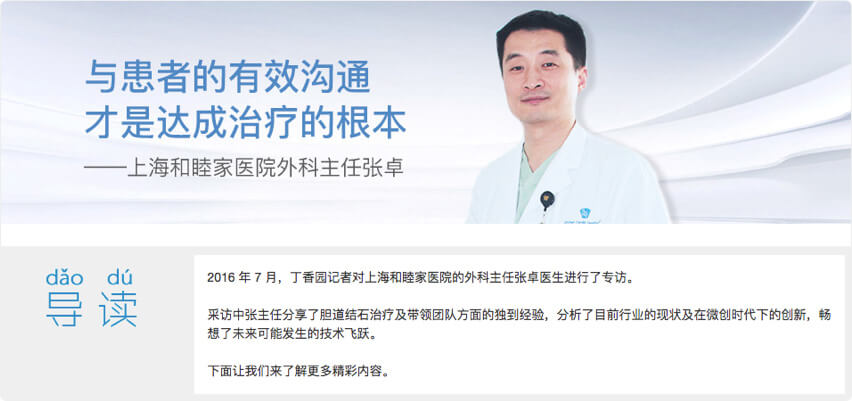 与患者的有效沟通
才是达成治疗的根本
——上海和睦家医院外科主任张卓
dǎo dú
导读
2016 年 7 月，丁香园记者对上海和睦家医院的外科主任张卓医生进行了专访。
采访中张主任分享了胆道结石治疗及带领团队方面的独到经验，分析了目前行业的现状及在微创时代下的创新，畅
想了未来可能发生的技术飞跃。
下面让我们来了解更多精彩内容。